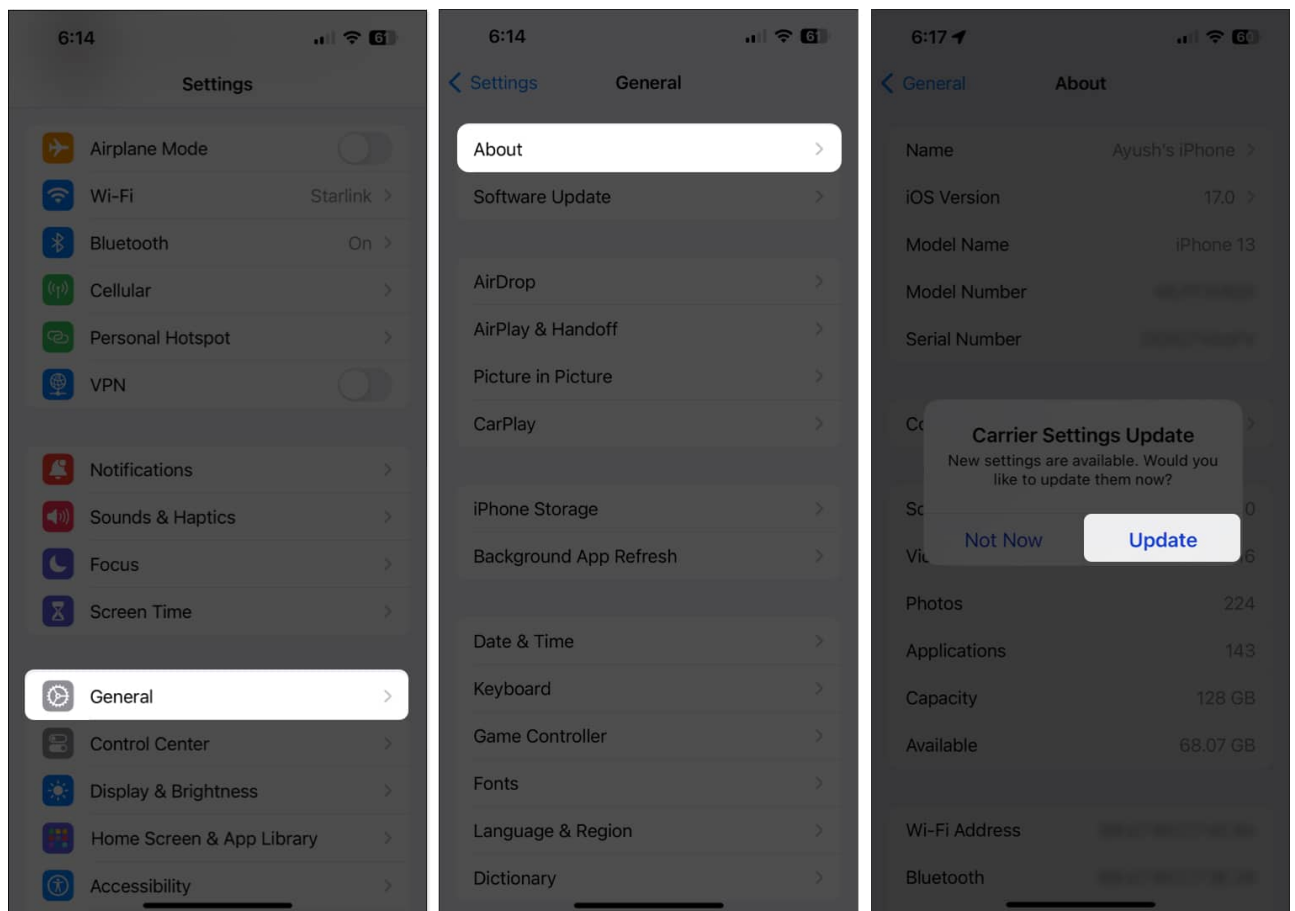 6:14
61
Settings
Airplane Mode
Wi-Fi Starlink
Bluetooth On
Cellular
Personal Hotspot
VPN
Notifications
Sounds & Haptics
Focus
Screen Time
General
Control Center
Display & Brightness
Home Screen & App Library
Accessibility
6:14
61
Settings General
About
Software Update
AirDrop
AirPlay & Handoff
Picture in Picture
CarPlay
iPhone Storage
Background App Refresh
Date & Time
Keyboard
Game Controller
Fonts
Language & Region
Dictionary
6:17
60
General About
Name Ayush's iPhone
iOS Version 17.0
Model Name iPhone 13
Model Number
Serial Number
Carrier Settings Update
New settings are available. Would you
like to update them now?
Not Now Update
Photos 224
Applications 143
Capacity 128 GB
Available 68.07 GB
Wi-Fi Address
Bluetooth